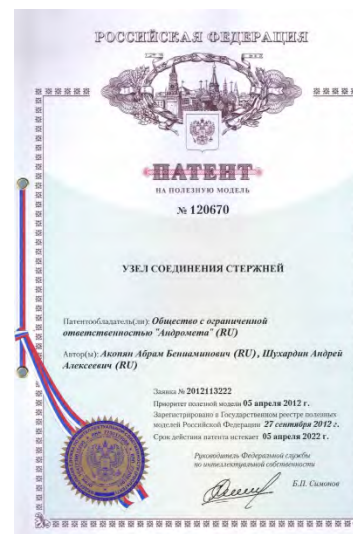 РОССИЙСКАЯ ФЕДЕРАЦИЯ
ПАТЕНТ
НА ПОЛЕЗНУЮ МОДЕЛЬ
№ 120670
УЗЕЛ СОЕДИНЕНИЯ СТЕРЖНЕЙ
Патентообладатель(ли): Общество с ограниченной
ответственностью "Андромета" (RU)
Автор(ы): Акопян Абрам Бениаминович (RU), Шухардин Андрей
Алексеевич (RU)
Заявка № 2012113222
Приоритет полезной модели 05 апреля 2012 г.
Зарегистрировано в Государственном реестре полезных
моделей Российской Федерации 27 сентября 2012 г.
Срок действия патента истекает 05 апреля 2022 г.
Руководитель Федеральной службы
по интеллектуальной собственности
Б.П. Симонов